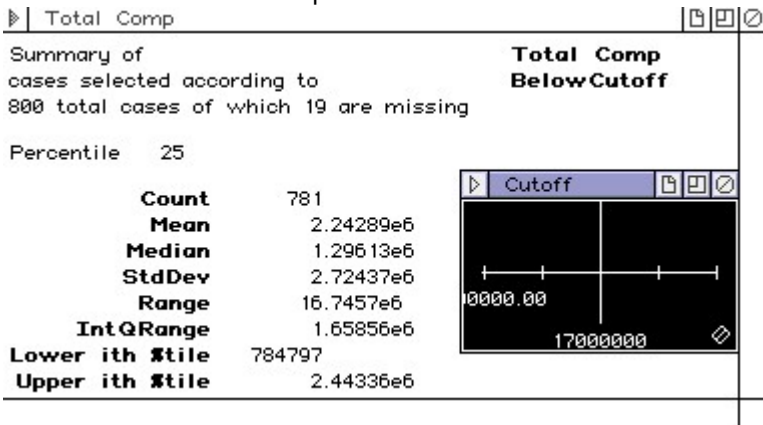 Total Comp
Summary of Total Comp
cases selected according to BelowCutoff
800 total cases of which 19 are missing
Percentile 25
Cutoff
Count 781
Mean 2.24289e6
Median 1.29613e6
StdDev 2.72437e6
Range 16.7457e6
IntQRange 1.65856e6
Lower ith %tile 784797
Upper ith %tile 2.44336e6
0000.00
17000000